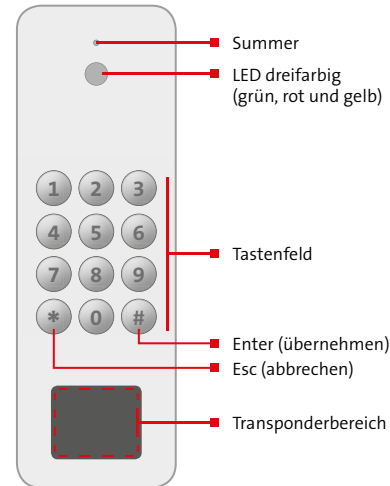 Summer
LED dreifarbig
(grün, rot und gelb)
1 2 3
4 5 6
7 8 9
* 0 #
Tastenfeld
Enter (übernehmen)
Esc (abbrechen)
Transponderbereich